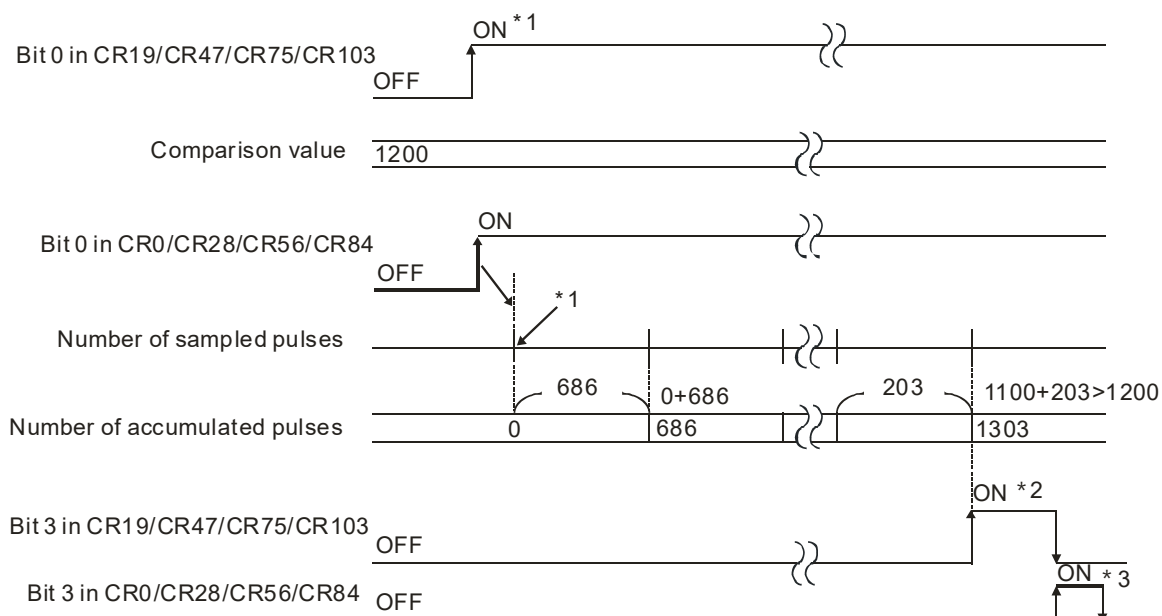 ON *1
Bit 0 in CR19/CR47/CR75/CR103
OFF
Comparison value 1200
ON
Bit 0 in CR0/CR28/CR56/CR84
OFF
*1
Number of sampled pulses
686 0+686 203 1100+203>1200
Number of accumulated pulses 0 686 1303
ON *2
Bit 3 in CR19/CR47/CR75/CR103 OFF
ON *3
Bit 3 in CR0/CR28/CR56/CR84 OFF